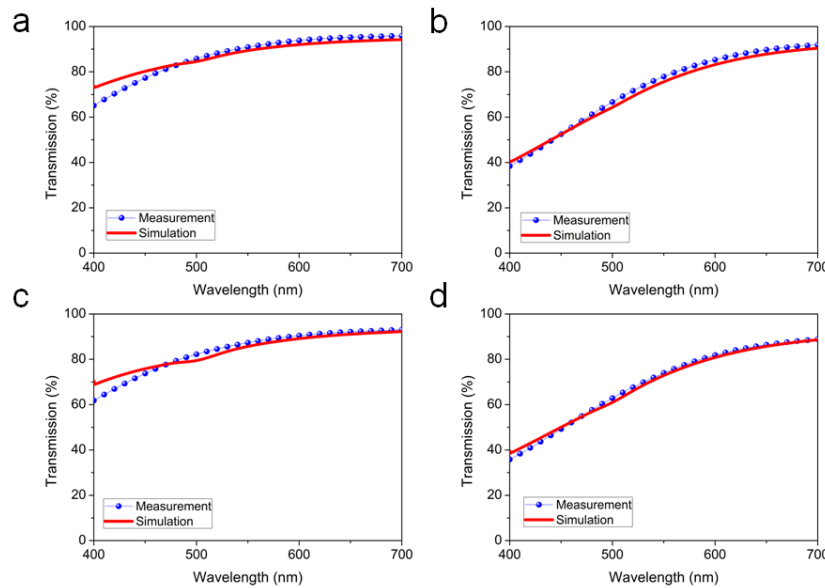 a
100
80
60
40
20
0
Transmission (%)
Measurement
Simulation
400 500 600 700
Wavelength (nm)
b
100
80
60
40
20
0
Transmission (%)
Measurement
Simulation
400 500 600 700
Wavelength (nm)
c
100
80
60
40
20
0
Transmission (%)
Measurement
Simulation
400 500 600 700
Wavelength (nm)
d
100
80
60
40
20
0
Transmission (%)
Measurement
Simulation
400 500 600 700
Wavelength (nm)